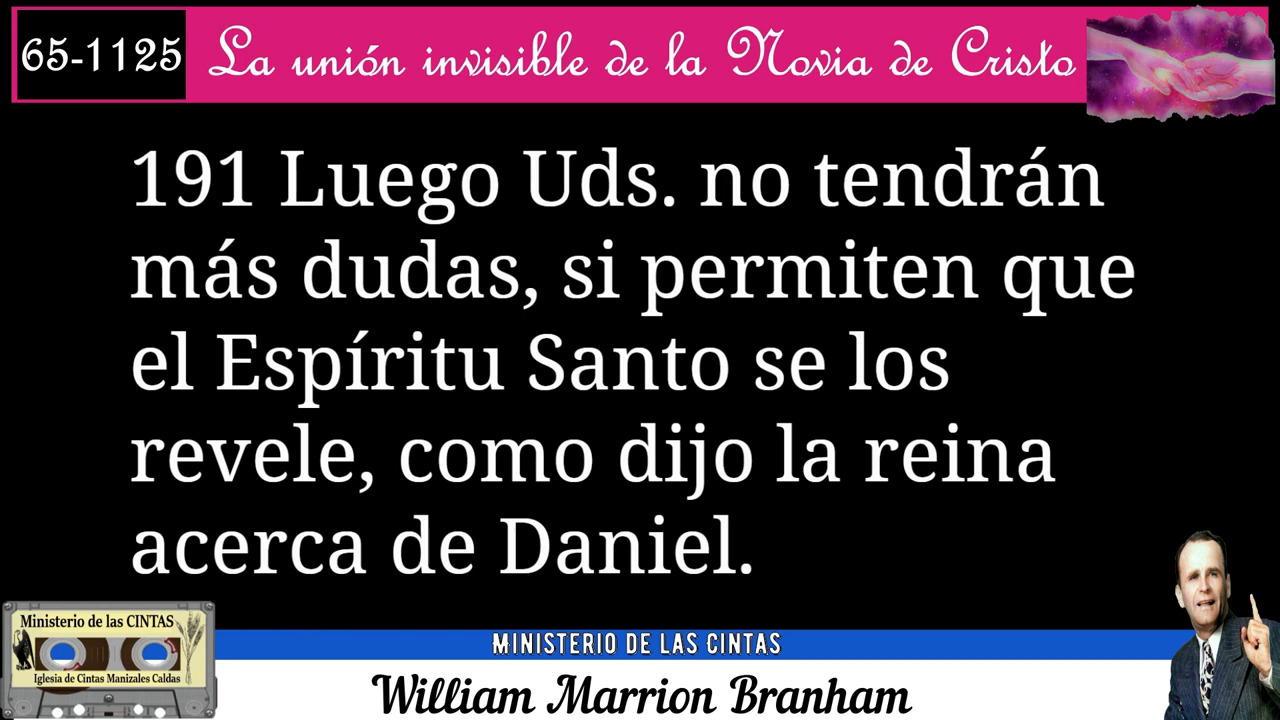 65-1125
La unión invisible de la Novia de Cristo
191 Luego Uds. no tendrán
más dudas, si permiten que
el Espíritu Santo se los
revele, como dijo la reina
acerca de Daniel.
Ministerio de las CINTAS
Iglesia de Cintas Manizales Caldas
MINISTERIO DE LAS CINTAS
William Marrion Branham